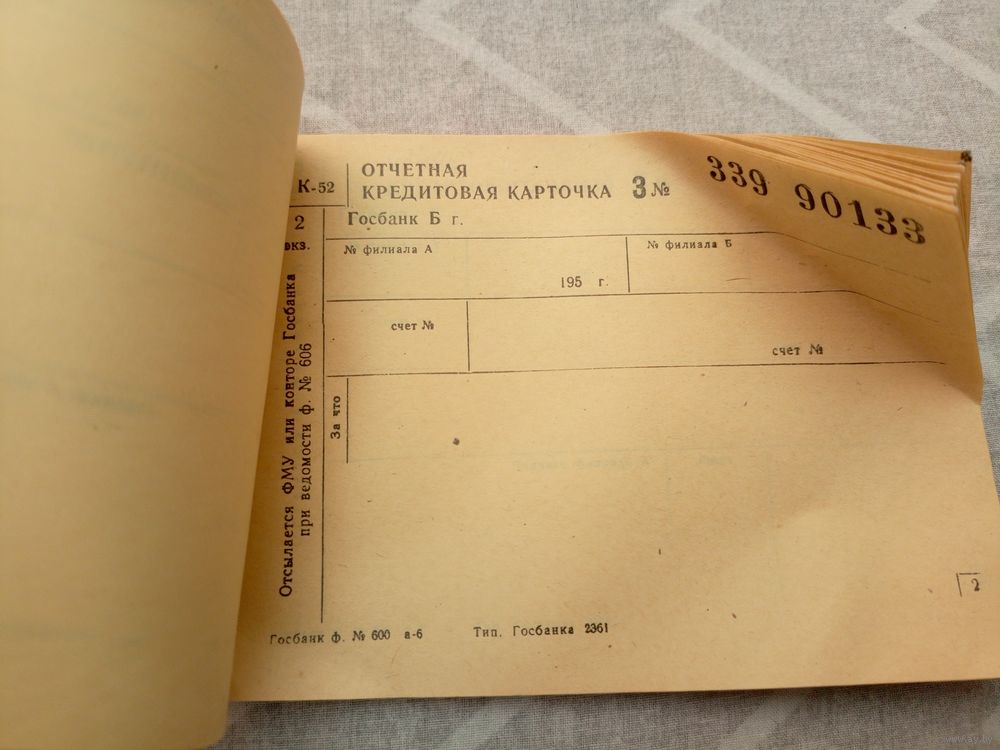 К-52
ОТЧЕТНАЯ
КРЕДИТОВАЯ КАРТОЧКА З №
339 90133
2
экз.
Госбанк Б г.
№ филиала А
№ филиала Б
195 г.
счет №
счет №
За что
Отсылается ФМУ или конторе Госбанка
при ведомости ф. № 606
2
Госбанк ф. № 600 а-6
Тип. Госбанка 2361